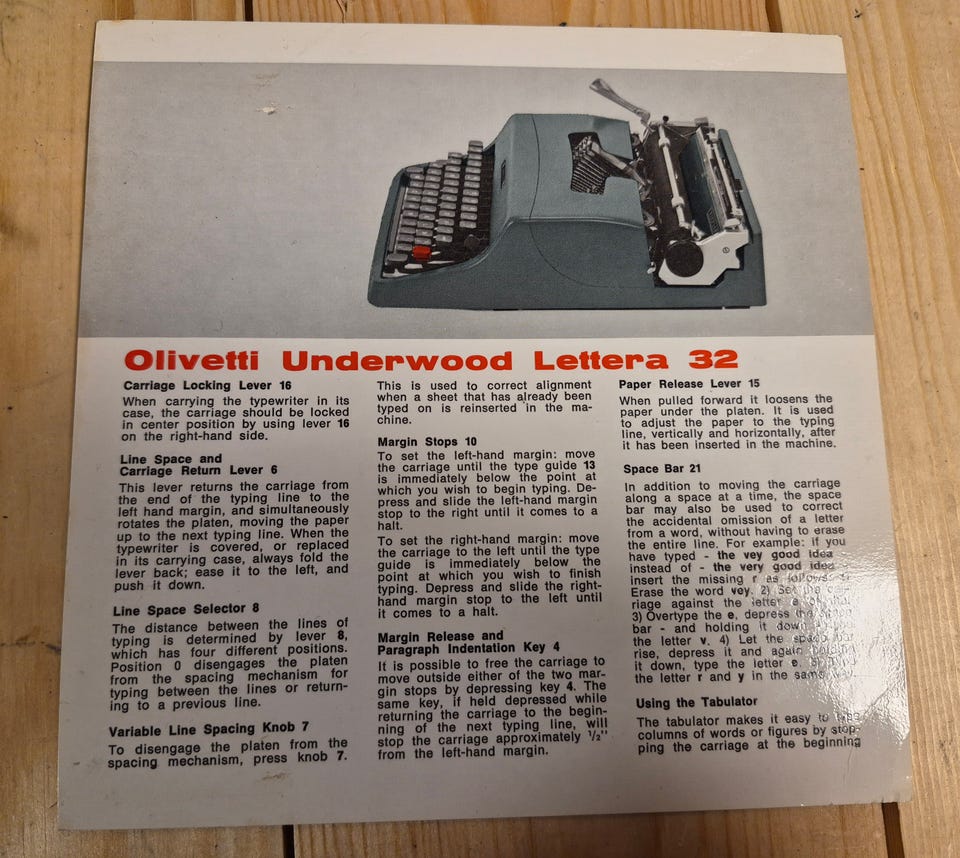 Olivetti Underwood Lettera 32
Carriage Locking Lever 16
When carrying the typewriter in its
case, the carriage should be locked
in center position by using lever 16
on the right-hand side.
Line Space and
Carriage Return Lever 6
This lever returns the carriage from
the end of the typing line to the
left hand margin, and simultaneously
rotates the platen, moving the paper
up to the next typing line. When the
typewriter is covered, or replaced
in its carrying case, always fold the
lever back; ease it to the left, and
push it down.
Line Space Selector 8
The distance between the lines of
typing is determined by lever 8,
which has four different positions.
Position 0 disengages the platen
from the spacing mechanism for
typing between the lines or return-
ing to a previous line.
Variable Line Spacing Knob 7
To disengage the platen from the
spacing mechanism, press knob 7.
This is used to correct alignment
when a sheet that has already been
typed on is reinserted in the ma-
chine.
Margin Stops 10
To set the left-hand margin: move
the carriage until the type guide 13
is immediately below the point at
which you wish to begin typing. De-
press and slide the left-hand margin
stop to the right until it comes to a
halt.
To set the right-hand margin: move
the carriage to the left until the type
guide is immediately below the
point at which you wish to finish
typing. Depress and slide the right-
hand margin stop to the left until
it comes to a halt.
Margin Release and
Paragraph Indentation Key 4
It is possible to free the carriage to
move outside either of the two mar-
gin stops by depressing key 4. The
same key, if held depressed while
returning the carriage to the begin-
ning of the next typing line, will
stop the carriage approximately 1/2"
from the left-hand margin.
Paper Release Lever 15
When pulled forward it loosens the
paper under the platen. It is used
to adjust the paper to the typing
line, vertically and horizontally, after
it has been inserted in the machine.
Space Bar 21
In addition to moving the carriage
along a space at a time, the space
bar may also be used to correct
the accidental omission of a letter
from a word, without having to erase
the entire line. For example: if you
have typed - the vey good idea
instead of - the very good idea -
insert the missing r as follows: 1)
Erase the word vey. 2) Set the car-
riage against the letter
3) Overtype the e, depress the space
bar - and holding it down
the letter v. 4) Let the space bar
rise, depress it and again holding
it down, type the letter e. 5)
the letter r and y in the same way.
Using the Tabulator
The tabulator makes it easy to type
columns of words or figures by stop-
ping the carriage at the beginning